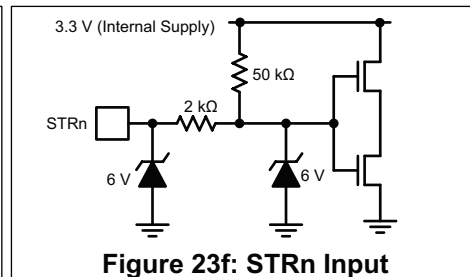 3.3 V (Internal Supply)
50 kΩ
2 kΩ
STRn
6 V
6 V
Figure 23f: STRn Input